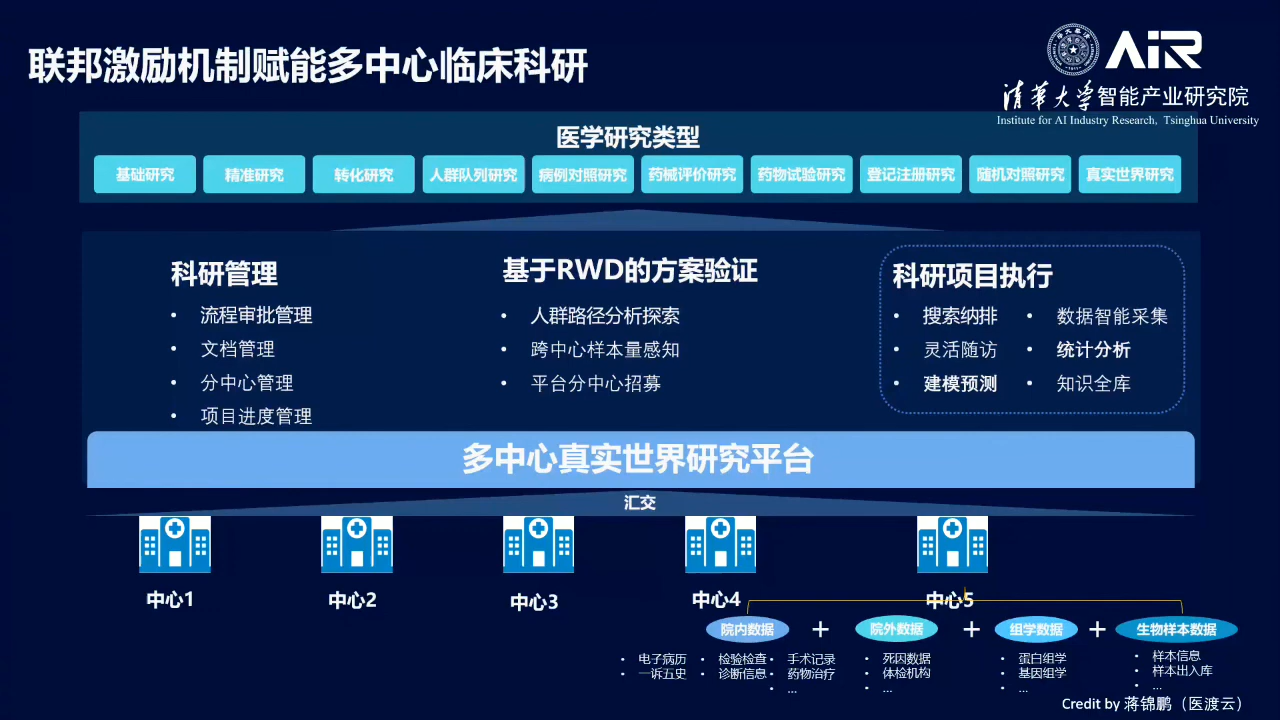 联邦激励机制赋能多中心临床科研
AiR
清华大学智能产业研究院
Institute for AI Industry Research, Tsinghua University
医学研究类型
基础研究 精准研究 转化研究 人群队列研究 病例对照研究 药械评价研究 药物试验研究 登记注册研究 随机对照研究 真实世界研究
科研管理
• 流程审批管理
• 文档管理
• 分中心管理
• 项目进度管理
基于RWD的方案验证
• 人群路径分析探索
• 跨中心样本量感知
• 平台分中心招募
科研项目执行
• 搜索纳排 • 数据智能采集
• 灵活随访 • 统计分析
• 建模预测 • 知识全库
多中心真实世界研究平台
汇交
中心1 中心2 中心3 中心4 中心5
院内数据 + 院外数据 + 组学数据 + 生物样本数据
• 电子病历 • 检验检查 • 手术记录
• 一诉五史 • 诊断信息 • 药物治疗
• ...
• 死因数据
• 体检机构
• ...
• 蛋白组学
• 基因组学
• ...
• 样本信息
• 样本出入库
• ...
Credit by 蒋锦鹏（医渡云）